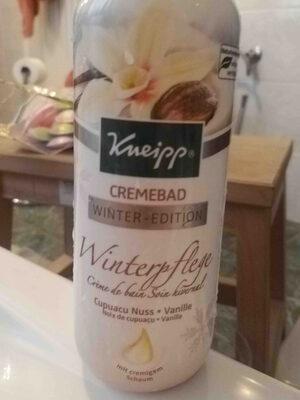 Kneipp®
CREMEBAD
WINTER-EDITION
Winterpflege
Crème de bain Soin hivernal
Cupuacu Nuss • Vanille
Noix de cupuaçu • Vanille
mit cremigem
Schaum